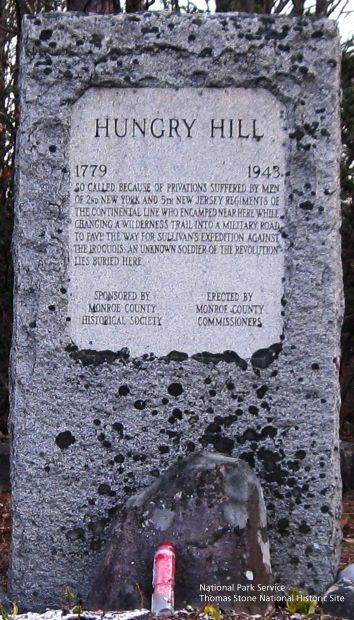 HUNGRY HILL
1779 1945
SO CALLED BECAUSE OF PRIVATIONS SUFFERED BY MEN
OF 2ND NEW YORK AND 5TH NEW JERSEY REGIMENTS OF
THE CONTINENTAL LINE WHO ENCAMPED NEAR HERE WHILE
CHANGING A WILDERNESS TRAIL INTO A MILITARY ROAD
TO PAVE THE WAY FOR SULLIVAN'S EXPEDITION AGAINST
THE IROQUOIS: AN UNKNOWN SOLDIER OF THE REVOLUTION
LIES BURIED HERE
SPONSORED BY
MONROE COUNTY
HISTORICAL SOCIETY
ERECTED BY
MONROE COUNTY
COMMISSIONERS
National Park Service
Thomas Stone National Historic Site